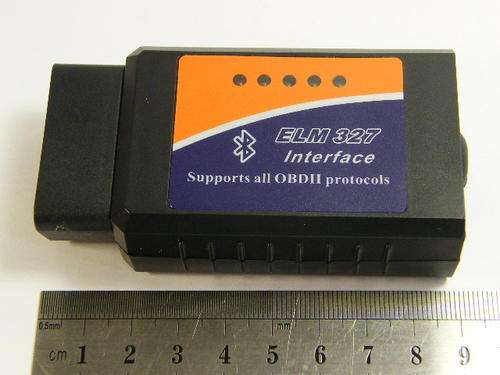 ELM 327
Interface
Supports all OBDII protocols
0.5mm mm
cm 1 2 3 4 5 6 7 8 9